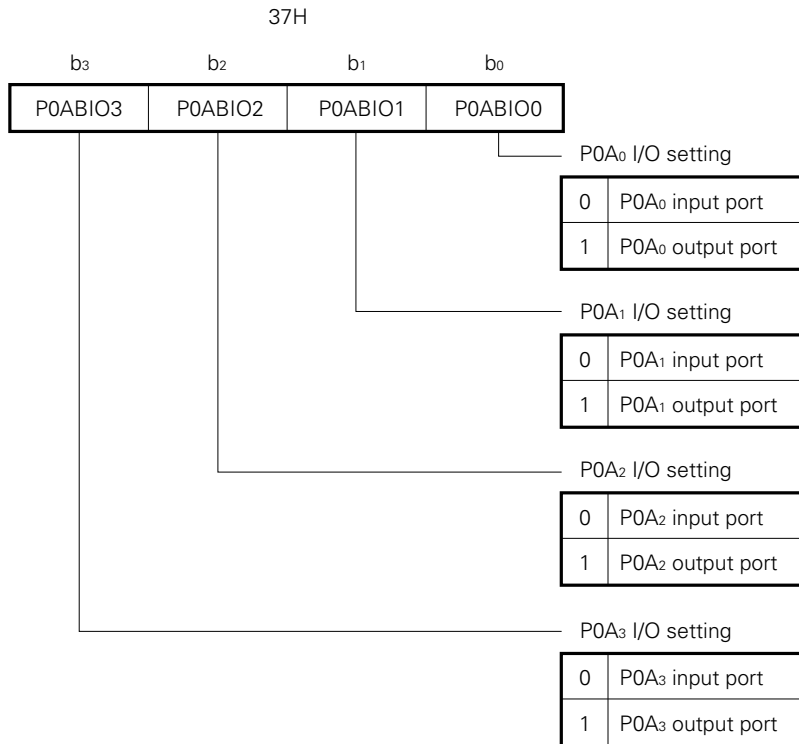 37H
b3 b2 b1 b0
P0ABIO3 P0ABIO2 P0ABIO1 P0ABIO0
P0A0 I/O setting
0 P0A0 input port
1 P0A0 output port
P0A1 I/O setting
0 P0A1 input port
1 P0A1 output port
P0A2 I/O setting
0 P0A2 input port
1 P0A2 output port
P0A3 I/O setting
0 P0A3 input port
1 P0A3 output port